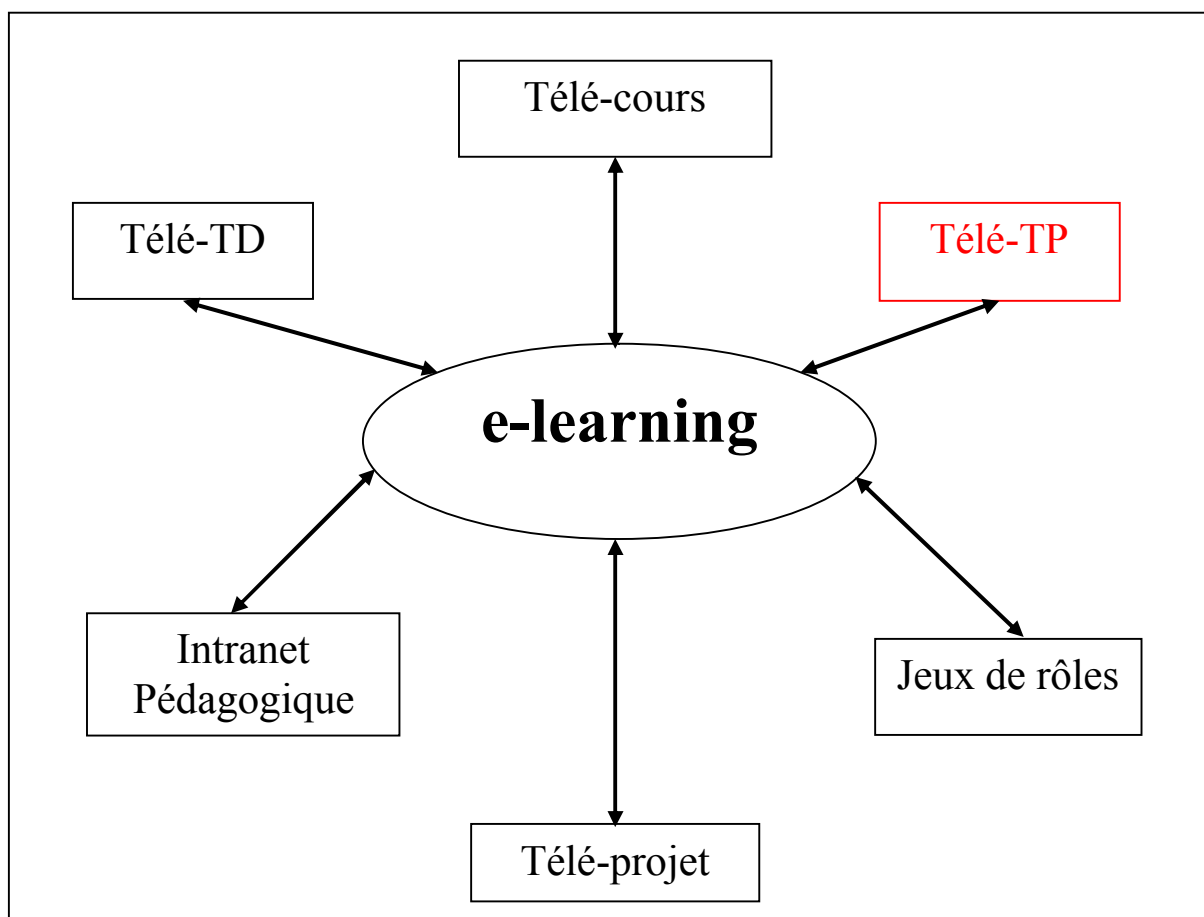 Télé-cours
Télé-TD
Télé-TP
e-learning
Intranet
Pédagogique
Jeux de rôles
Télé-projet